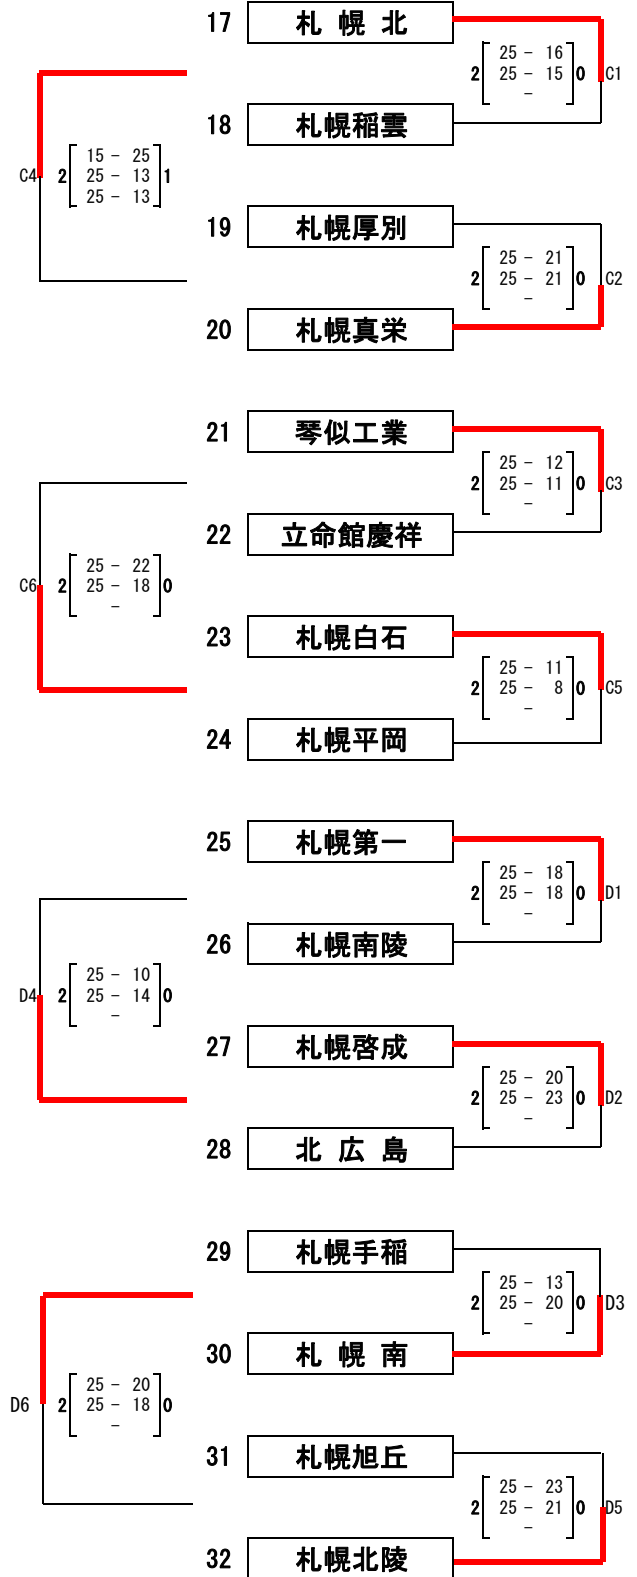 17 札 幌 北
25 - 16
2 25 - 15 0 C1
-
18 札幌稲雲
15 - 25
C4 2 25 - 13 1
25 - 13
19 札幌厚別
25 - 21
2 25 - 21 0 C2
-
20 札幌真栄
21 琴似工業
25 - 12
2 25 - 11 0 C3
-
22 立命館慶祥
25 - 22
C6 2 25 - 18 0
-
23 札幌白石
25 - 11
2 25 - 8 0 C5
-
24 札幌平岡
25 札幌第一
25 - 18
2 25 - 18 0 D1
-
26 札幌南陵
25 - 10
D4 2 25 - 14 0
-
27 札幌啓成
25 - 20
2 25 - 23 0 D2
-
28 北 広 島
29 札幌手稲
25 - 13
2 25 - 20 0 D3
-
30 札 幌 南
25 - 20
D6 2 25 - 18 0
-
31 札幌旭丘
25 - 23
2 25 - 21 0 D5
-
32 札幌北陵